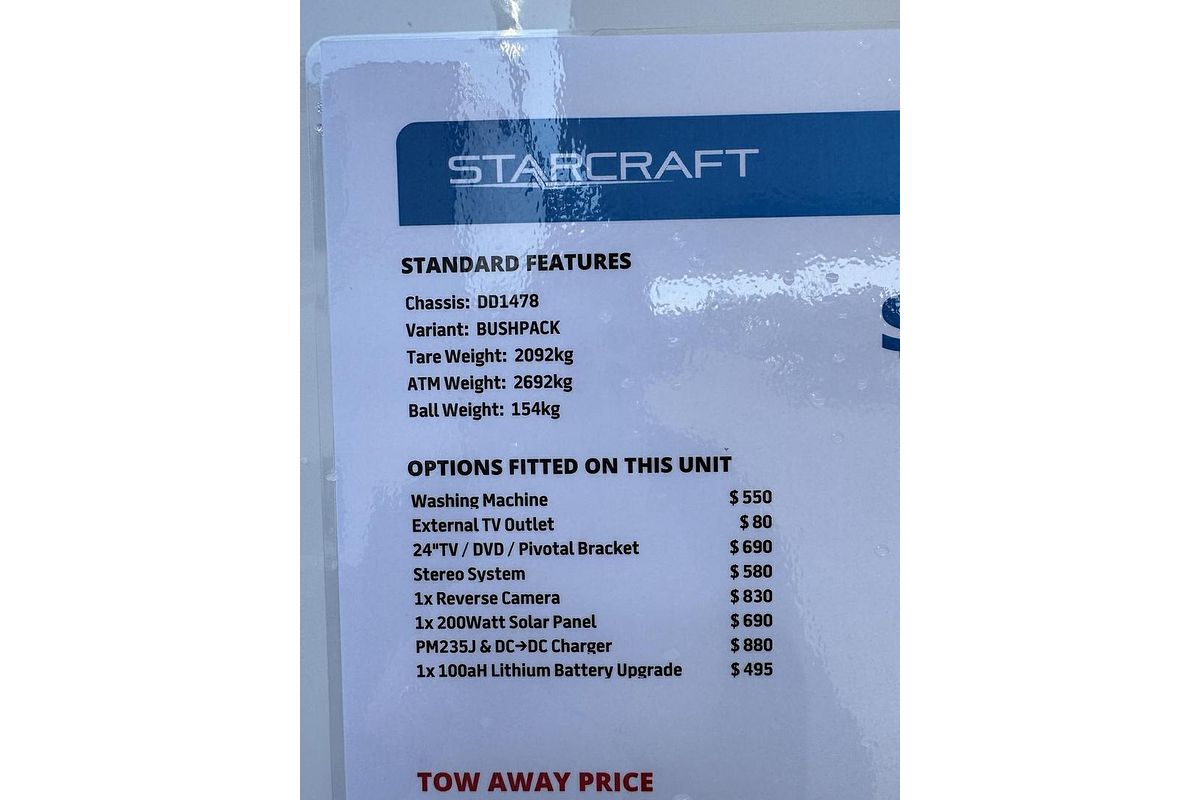 STARCRAFT
STANDARD FEATURES
Chassis: DD1478
Variant: BUSHPACK
Tare Weight: 2092kg
ATM Weight: 2692kg
Ball Weight: 154kg
OPTIONS FITTED ON THIS UNIT
Washing Machine $ 550
External TV Outlet $ 80
24"TV / DVD / Pivotal Bracket $ 690
Stereo System $ 580
1x Reverse Camera $ 830
1x 200Watt Solar Panel $ 690
PM235J & DC→DC Charger $ 880
1x 100aH Lithium Battery Upgrade $ 495
TOW AWAY PRICE